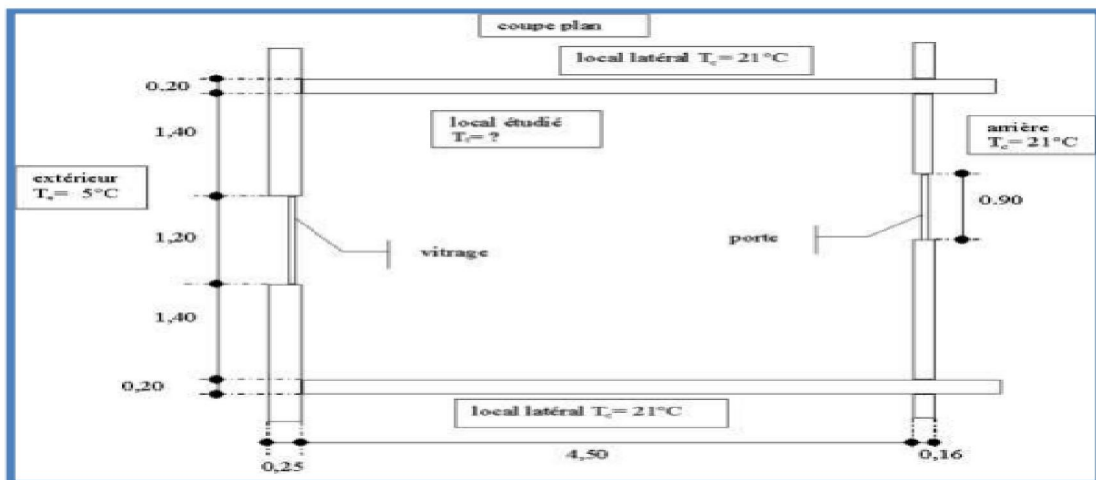 coupe plan
local latéral Tc= 21°C
0.20
1,40
local étudié
Ti= ?
arrière
Tc= 21°C
extérieur
Te= 5°C
0.90
1,20
vitrage
porte
1,40
0,20
local latéral Tc= 21°C
0,25
4,50
0,16